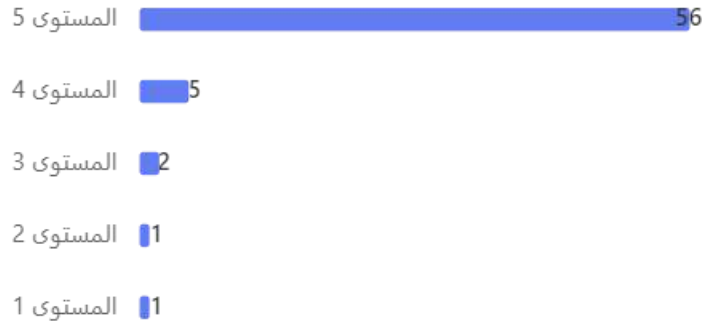 المستوى 5 56
المستوى 4 5
المستوى 3 2
المستوى 2 1
المستوى 1 1